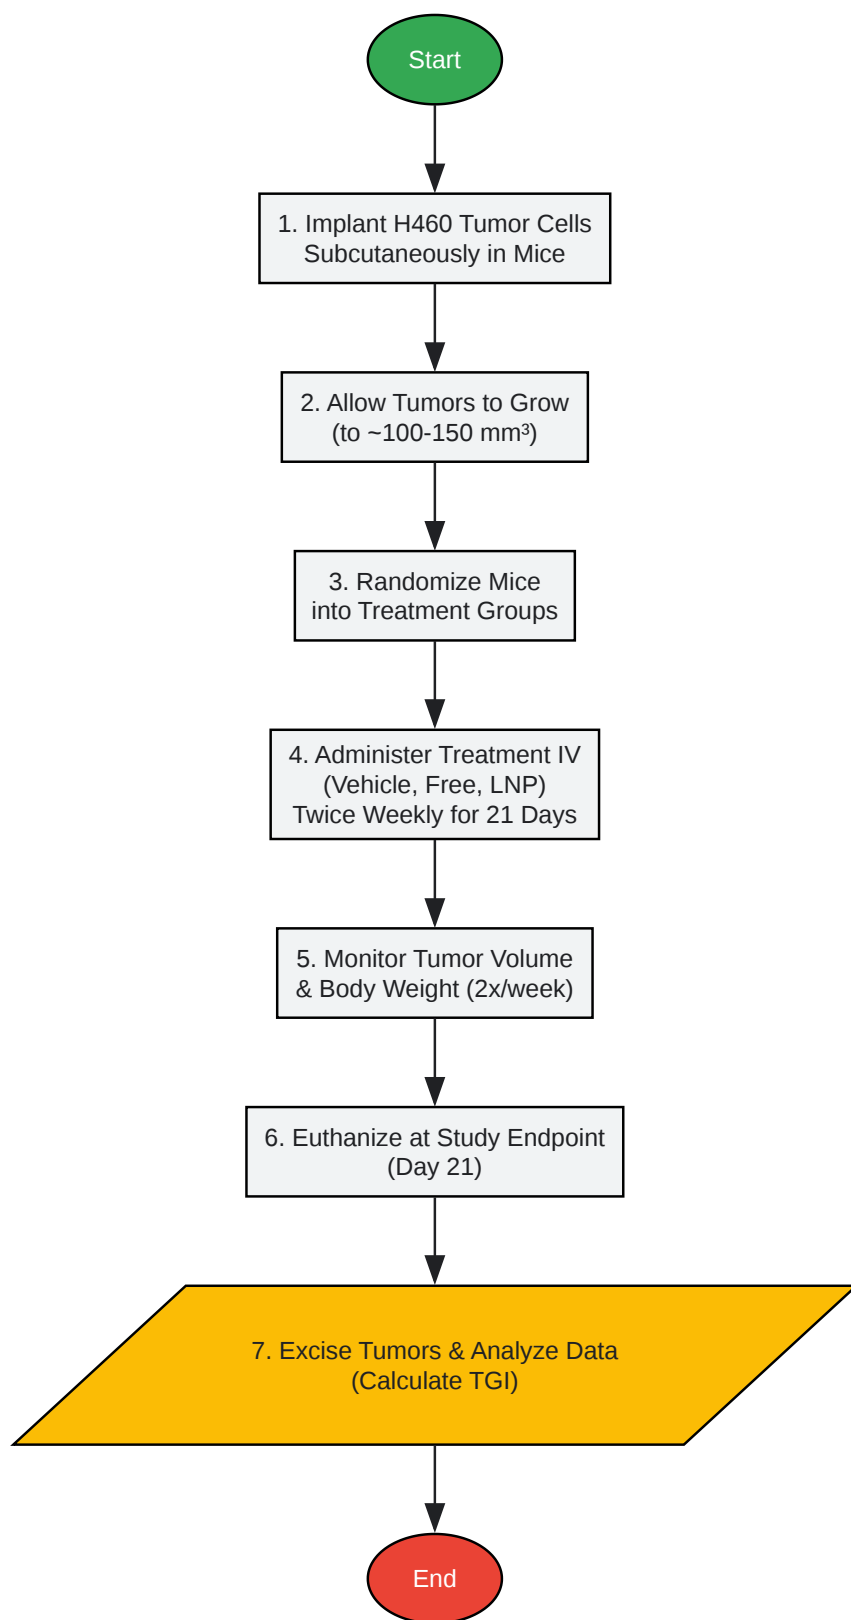 Start
1. Implant H460 Tumor Cells
Subcutaneously in Mice
2. Allow Tumors to Grow
(to ~100-150 mm³)
3. Randomize Mice
into Treatment Groups
4. Administer Treatment IV
(Vehicle, Free, LNP)
Twice Weekly for 21 Days
5. Monitor Tumor Volume
& Body Weight (2x/week)
6. Euthanize at Study Endpoint
(Day 21)
7. Excise Tumors & Analyze Data
(Calculate TGI)
End